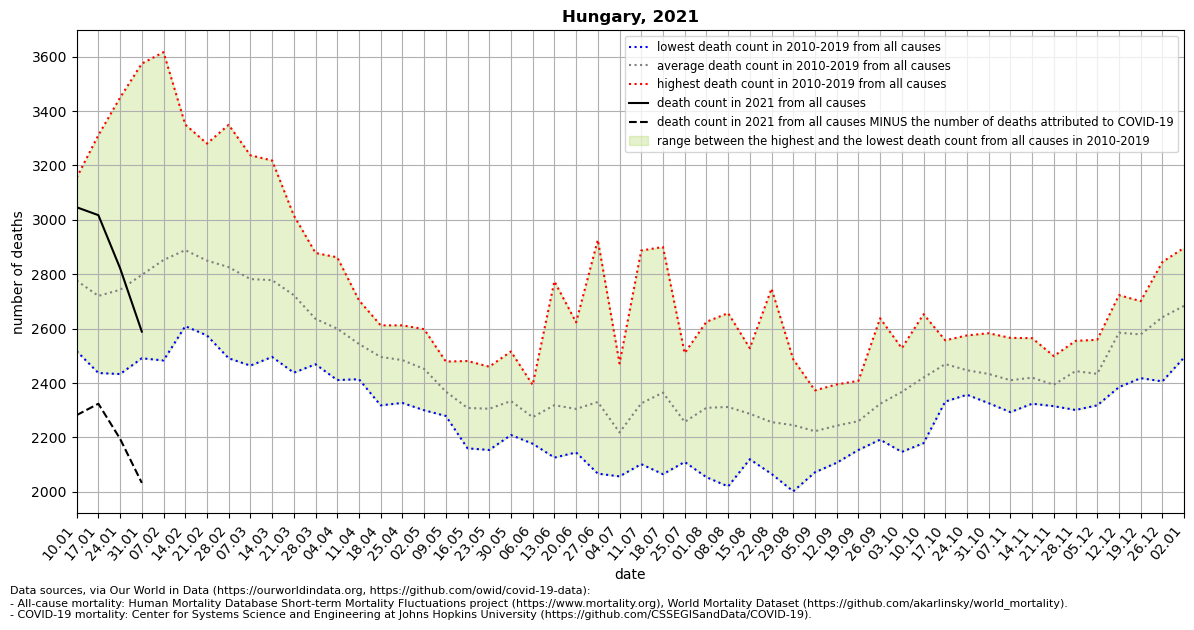 Hungary, 2021
lowest death count in 2010-2019 from all causes
average death count in 2010-2019 from all causes
highest death count in 2010-2019 from all causes
death count in 2021 from all causes
death count in 2021 from all causes MINUS the number of deaths attributed to COVID-19
range between the highest and the lowest death count from all causes in 2010-2019
number of deaths
3600
3400
3200
3000
2800
2600
2400
2200
2000
10.01 17.01 24.01 31.01 07.02 14.02 21.02 28.02 07.03 14.03 21.03 28.03 04.04 11.04 18.04 25.04 02.05 09.05 16.05 23.05 30.05 06.06 13.06 20.06 27.06 04.07 11.07 18.07 25.07 01.08 08.08 15.08 22.08 29.08 05.09 12.09 19.09 26.09 03.10 10.10 17.10 24.10 31.10 07.11 14.11 21.11 28.11 05.12 12.12 19.12 26.12 02.01
date
Data sources, via Our World in Data (https://ourworldindata.org, https://github.com/owid/covid-19-data):
- All-cause mortality: Human Mortality Database Short-term Mortality Fluctuations project (https://www.mortality.org), World Mortality Dataset (https://github.com/akarlinsky/world_mortality).
- COVID-19 mortality: Center for Systems Science and Engineering at Johns Hopkins University (https://github.com/CSSEGISandData/COVID-19).